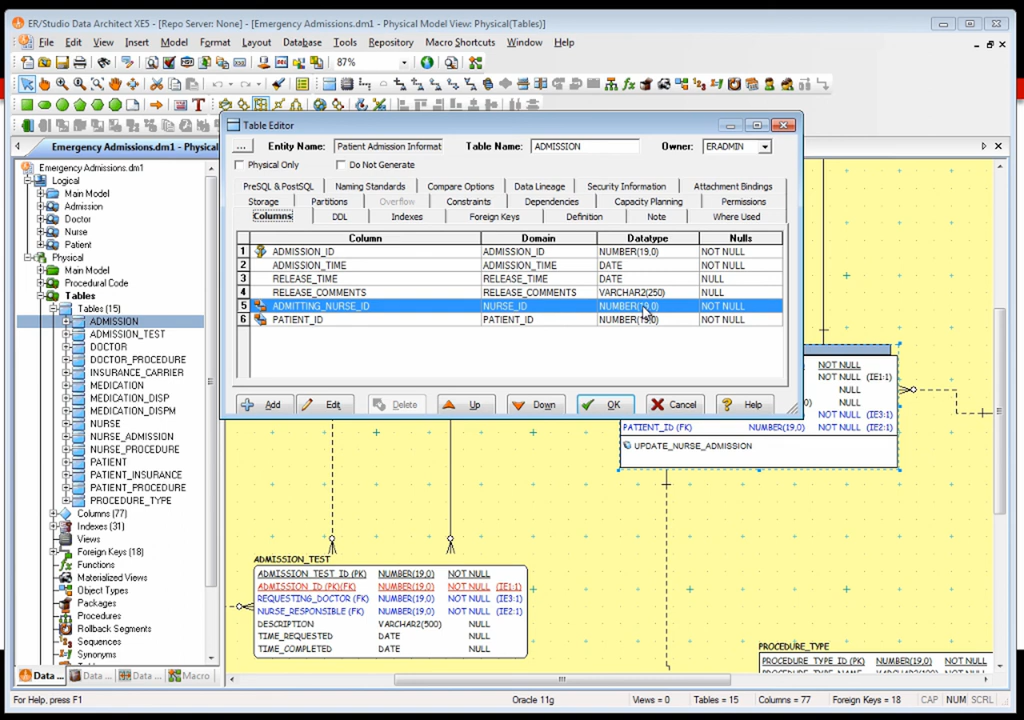 ER/Studio Data Architect XE5 - [Repo Server: None] - [Emergency Admissions.dm1 - Physical Model View: Physical(Tables)]
File Edit View Insert Model Format Layout Database Tools Repository Macro Shortcuts Window Help
87%
Emergency Admissions.dm1 - Physical
Emergency Admissions.dm1
Logical
Main Model
Admission
Doctor
Nurse
Patient
Physical
Main Model
Procedural Code
Tables
Tables (15)
ADMISSION
ADMISSION_TEST
DOCTOR
DOCTOR_PROCEDURE
INSURANCE_CARRIER
MEDICATION
MEDICATION_DISP
MEDICATION_DISPM
NURSE
NURSE_ADMISSION
NURSE_PROCEDURE
PATIENT
PATIENT_INSURANCE
PATIENT_PROCEDURE
PROCEDURE_TYPE
Columns (77)
Indexes (31)
Views
Foreign Keys (18)
Functions
Materialized Views
Object Types
Packages
Procedures
Rollback Segments
Sequences
Synonyms
Data ... Data ... Data ... Macro
Table Editor
... Entity Name: Patient Admission Informat Table Name: ADMISSION Owner: ERADMIN
Physical Only Do Not Generate
PreSQL & PostSQL Naming Standards Compare Options Data Lineage Security Information Attachment Bindings
Storage Partitions Overflow Constraints Dependencies Capacity Planning Permissions
Columns DDL Indexes Foreign Keys Definition Note Where Used
Column Domain Datatype Nulls
1 ADMISSION_ID ADMISSION_ID NUMBER(19,0) NOT NULL
2 ADMISSION_TIME ADMISSION_TIME DATE NOT NULL
3 RELEASE_TIME RELEASE_TIME DATE NULL
4 RELEASE_COMMENTS RELEASE_COMMENTS VARCHAR2(250) NULL
5 ADMITTING_NURSE_ID NURSE_ID NUMBER(19,0) NOT NULL
6 PATIENT_ID PATIENT_ID NUMBER(19,0) NOT NULL
Add Edit Delete Up Down OK Cancel Help
NOT NULL
NOT NULL (IE1:1)
NULL
NULL
NOT NULL (IE3:1)
PATIENT_ID (FK) NUMBER(19,0) NOT NULL (IE2:1)
UPDATE_NURSE_ADMISSION
ADMISSION_TEST
ADMISSION_TEST_ID (PK) NUMBER(19,0) NOT NULL
ADMISSION_ID (PK)(FK) NUMBER(19,0) NOT NULL (IE1:1)
REQUESTING_DOCTOR (FK) NUMBER(19,0) NOT NULL (IE3:1)
NURSE_RESPONSIBLE (FK) NUMBER(19,0) NOT NULL (IE2:1)
DESCRIPTION VARCHAR2(500) NULL
TIME_REQUESTED DATE NULL
TIME_COMPLETED DATE NULL
PROCEDURE_TYPE
PROCEDURE_TYPE_ID (PK) NUMBER(19,0) NOT NULL
For Help, press F1 Oracle 11g Views = 0 Tables = 15 Columns = 77 Foreign Keys = 18 CAP NUM SCRL